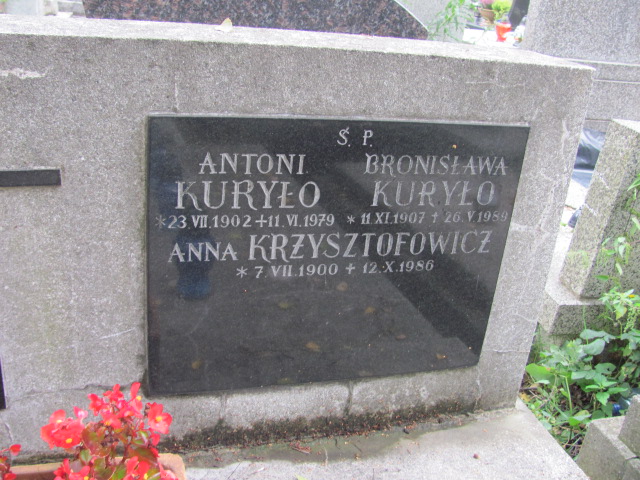 Ś. P.
ANTONI BRONISŁAWA
KURYŁO KURYŁO
*23.VII.1902+11.VI.1979 *11.XI.1907 + 26.V.1989
ANNA KRZYSZTOFOWICZ
* 7.VII.1900 + 12.X.1986